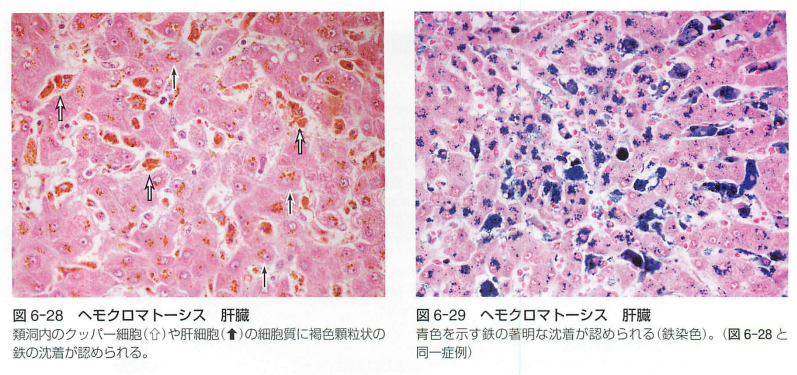 図 6-28 ヘモクロマトーシス 肝臓
類洞内のクッパー細胞(⇧)や肝細胞(⬆)の細胞質に褐色顆粒状の
鉄の沈着が認められる。
図 6-29 ヘモクロマトーシス 肝臓
青色を示す鉄の著明な沈着が認められる(鉄染色)。(図 6-28 と
同一症例)